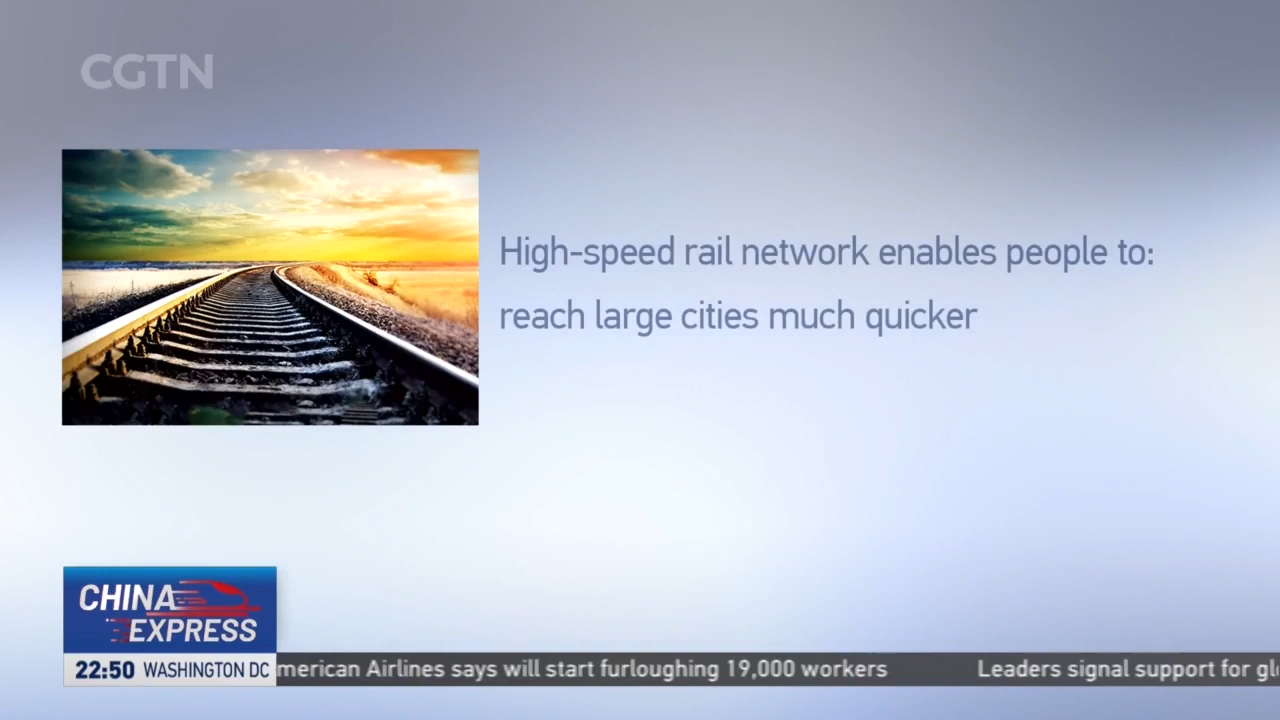 CGTN
High-speed rail network enables people to:
reach large cities much quicker
CHINA
EXPRESS
22:50 WASHINGTON DC
merican Airlines says will start furloughing 19,000 workers
Leaders signal support for gl